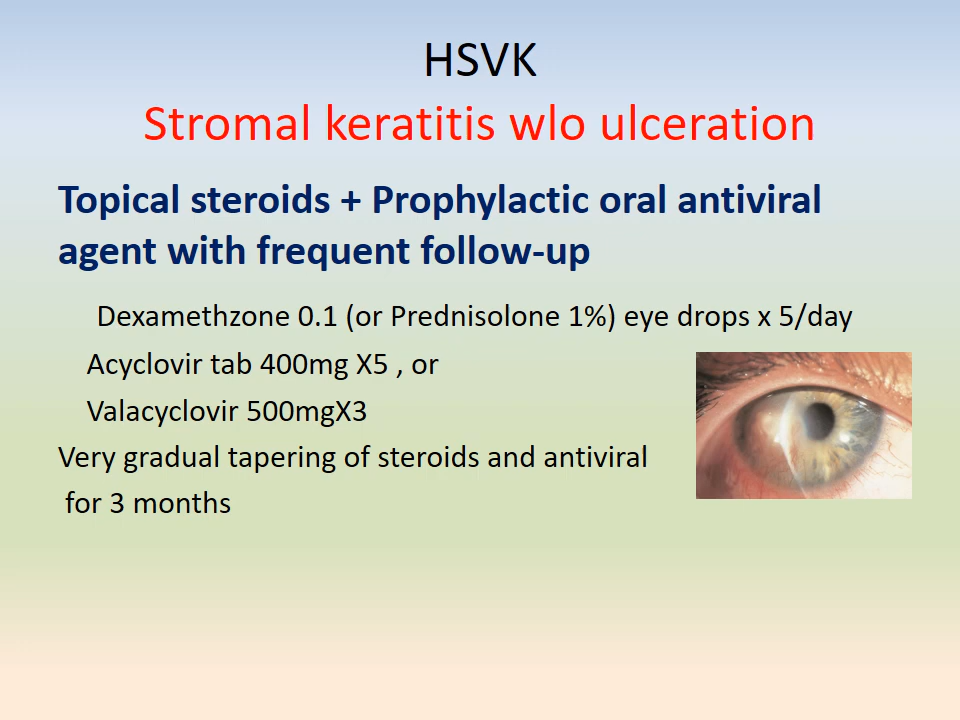 HSVK
Stromal keratitis wlo ulceration
Topical steroids + Prophylactic oral antiviral
agent with frequent follow-up
Dexamethzone 0.1 (or Prednisolone 1%) eye drops x 5/day
Acyclovir tab 400mg X5 , or
Valacyclovir 500mgX3
Very gradual tapering of steroids and antiviral
for 3 months